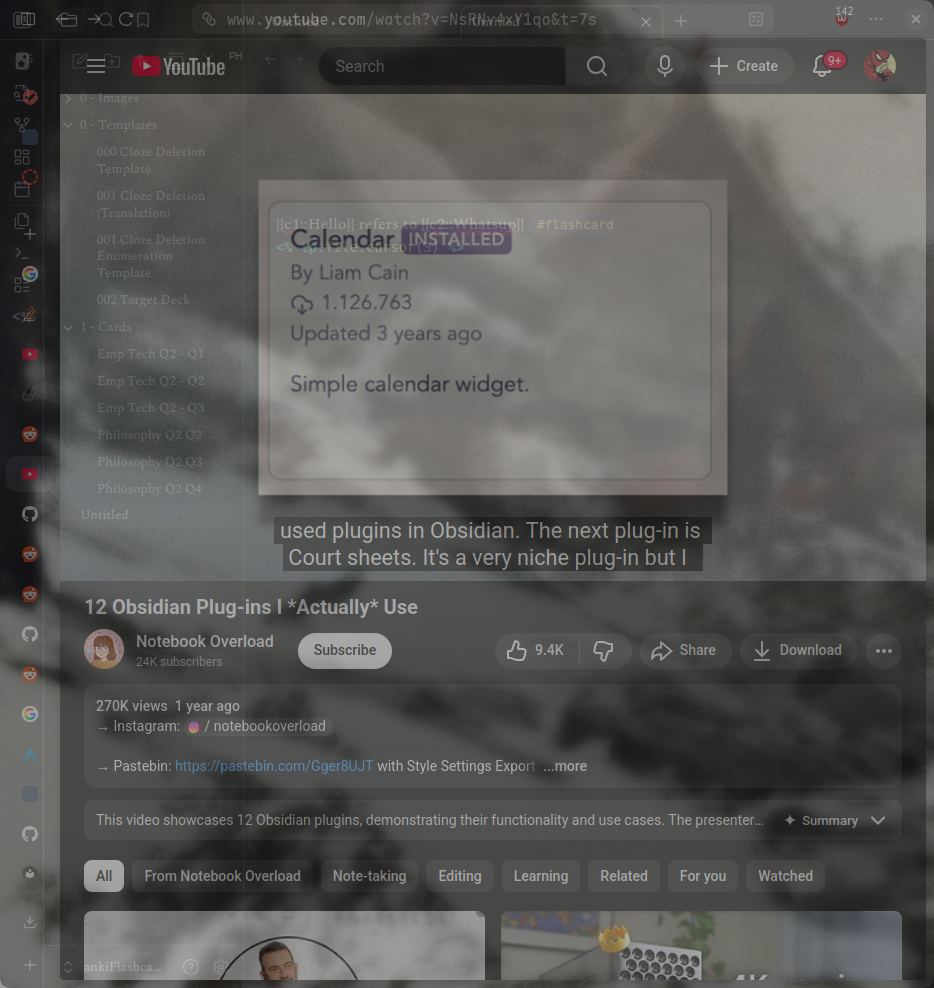 www.youtube.com/watch?v=NsRNv4xY1qo&t=7s
Untitled
142
YouTube PH
Search
Create
9+
0 - Images
0 - Templates
000 Cloze Deletion
Template
001 Cloze Deletion
(Translation)
001 Cloze Deletion
Enumeration
Template
002 Target Deck
1 - Cards
Emp Tech Q2 - Q1
Emp Tech Q2 - Q2
Emp Tech Q2 - Q3
Philosophy Q2 Q2
Philosophy Q2 Q3
Philosophy Q2 Q4
Untitled
{{c1::Hello}} refers to {{c2::Whatsup}} #flashcard
Calendar INSTALLED
By Liam Cain
1.126.763
Updated 3 years ago
Simple calendar widget.
used plugins in Obsidian. The next plug-in is
Court sheets. It's a very niche plug-in but I
12 Obsidian Plug-ins I *Actually* Use
Notebook Overload
24K subscribers
Subscribe
9.4K
Share
Download
270K views 1 year ago
→ Instagram: / notebookoverload
→ Pastebin: https://pastebin.com/Gger8UJT with Style Settings Export ...more
This video showcases 12 Obsidian plugins, demonstrating their functionality and use cases. The presenter…
Summary
All
From Notebook Overload
Note-taking
Editing
Learning
Related
For you
Watched
ankiFlashca...